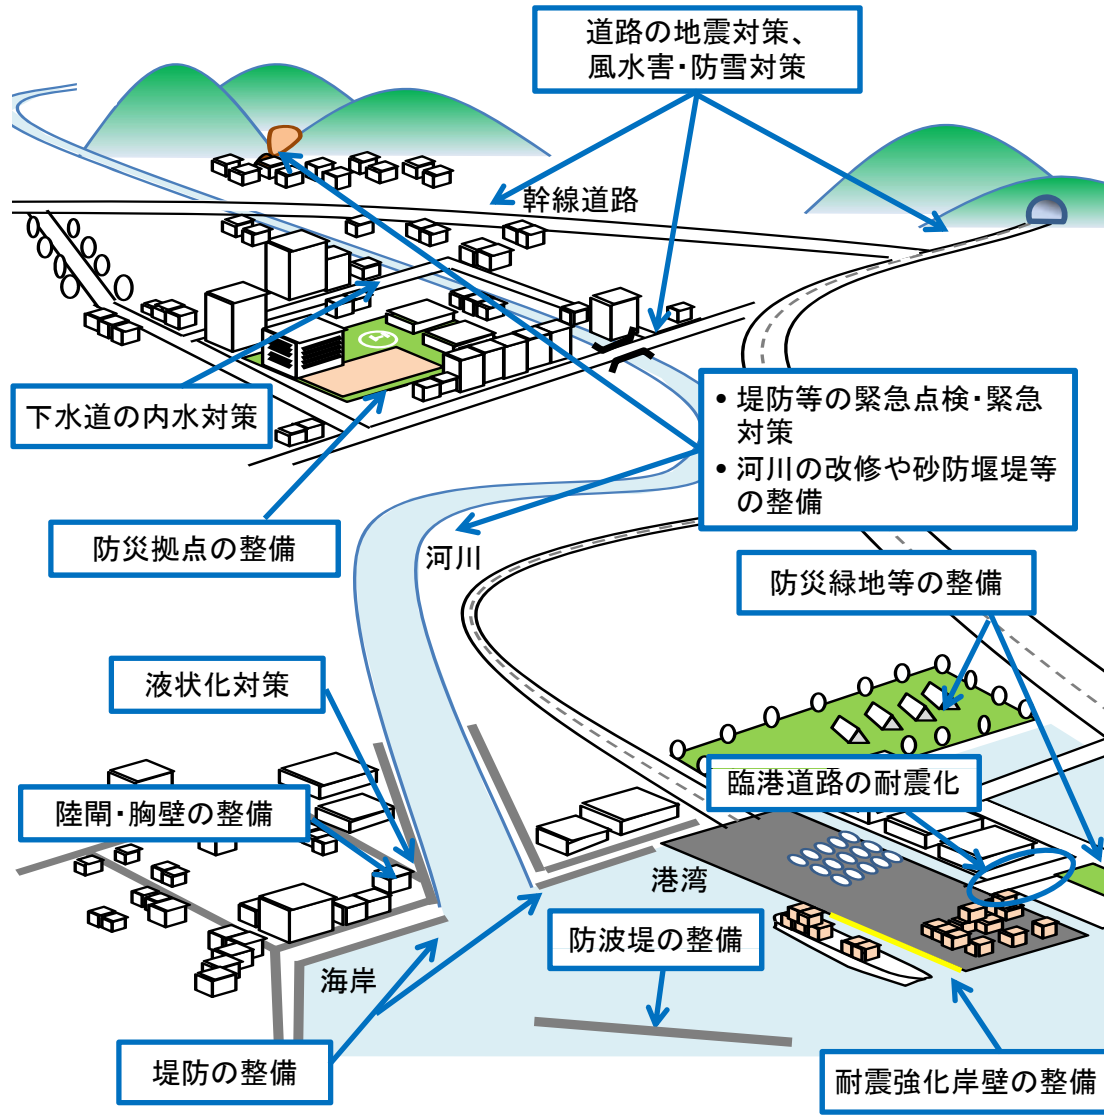 道路の地震対策、
風水害・防雪対策
幹線道路
下水道の内水対策
• 堤防等の緊急点検・緊急
対策
• 河川の改修や砂防堰堤等
の整備
防災拠点の整備
河川
防災緑地等の整備
液状化対策
臨港道路の耐震化
陸閘・胸壁の整備
港湾
防波堤の整備
海岸
堤防の整備
耐震強化岸壁の整備